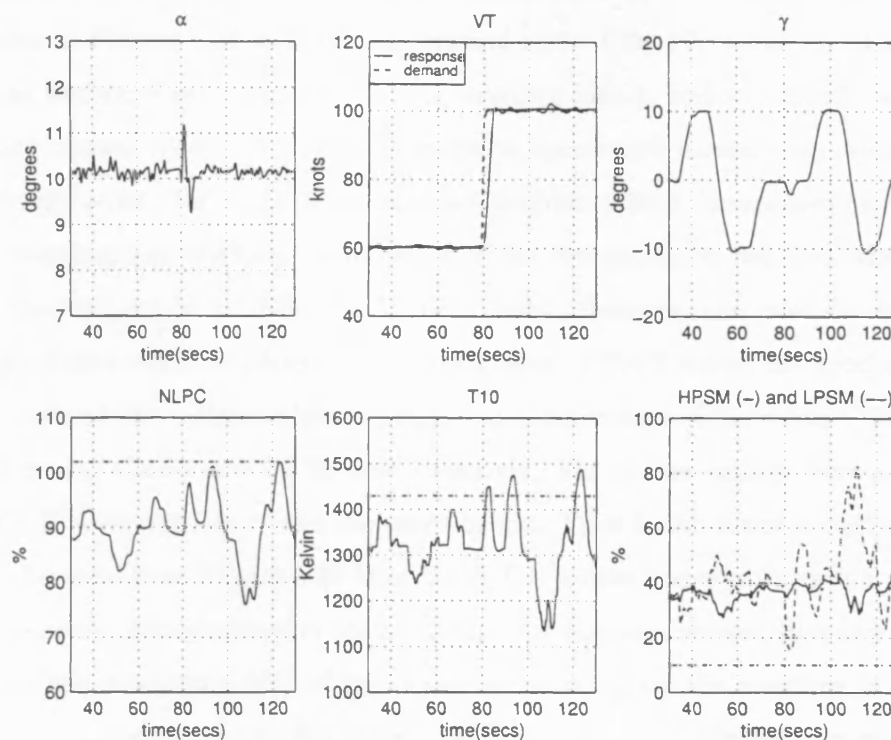 α
VT
γ
13
12
11
10
9
8
7
degrees
40 60 80 100 120
time(secs)
120
100
80
60
40
knots
response
demand
40 60 80 100 120
time(secs)
20
10
0
−10
−20
degrees
40 60 80 100 120
time(secs)
NLPC
T10
HPSM (−) and LPSM (−−)
110
100
90
80
70
60
%
40 60 80 100 120
time(secs)
1600
1500
1400
1300
1200
1100
1000
Kelvin
40 60 80 100 120
time(secs)
100
80
60
40
20
0
%
40 60 80 100 120
time(secs)